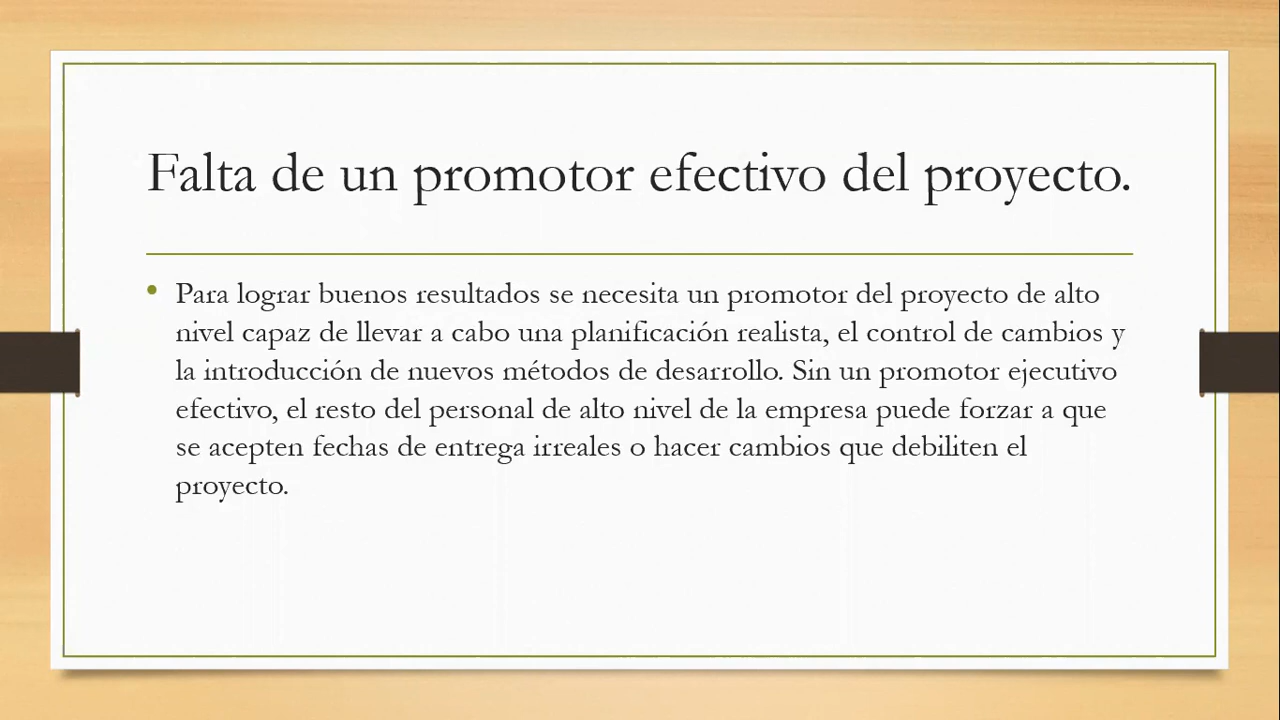 Falta de un promotor efectivo del proyecto.
• Para lograr buenos resultados se necesita un promotor del proyecto de alto
nivel capaz de llevar a cabo una planificación realista, el control de cambios y
la introducción de nuevos métodos de desarrollo. Sin un promotor ejecutivo
efectivo, el resto del personal de alto nivel de la empresa puede forzar a que
se acepten fechas de entrega irreales o hacer cambios que debiliten el
proyecto.